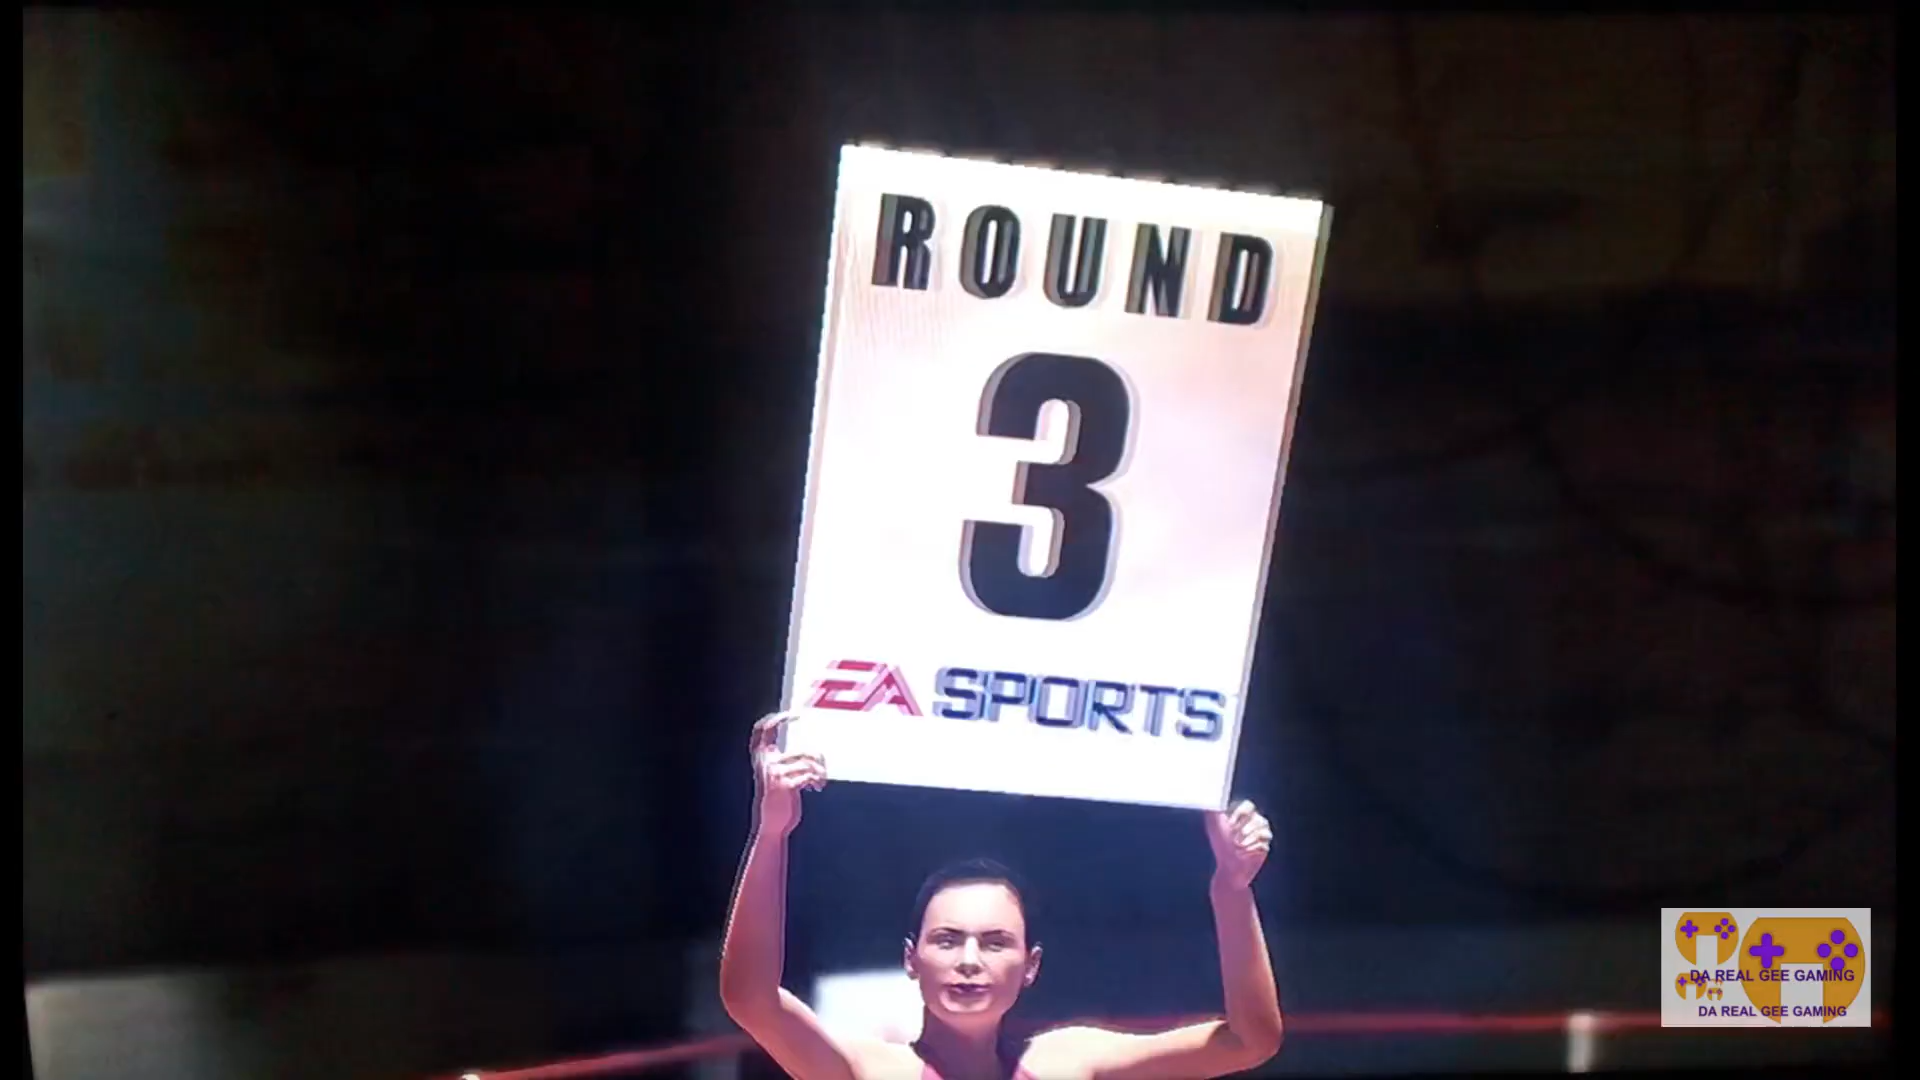 ROUND
3
EA SPORTS
DA REAL GEE GAMING
DA REAL GEE GAMING